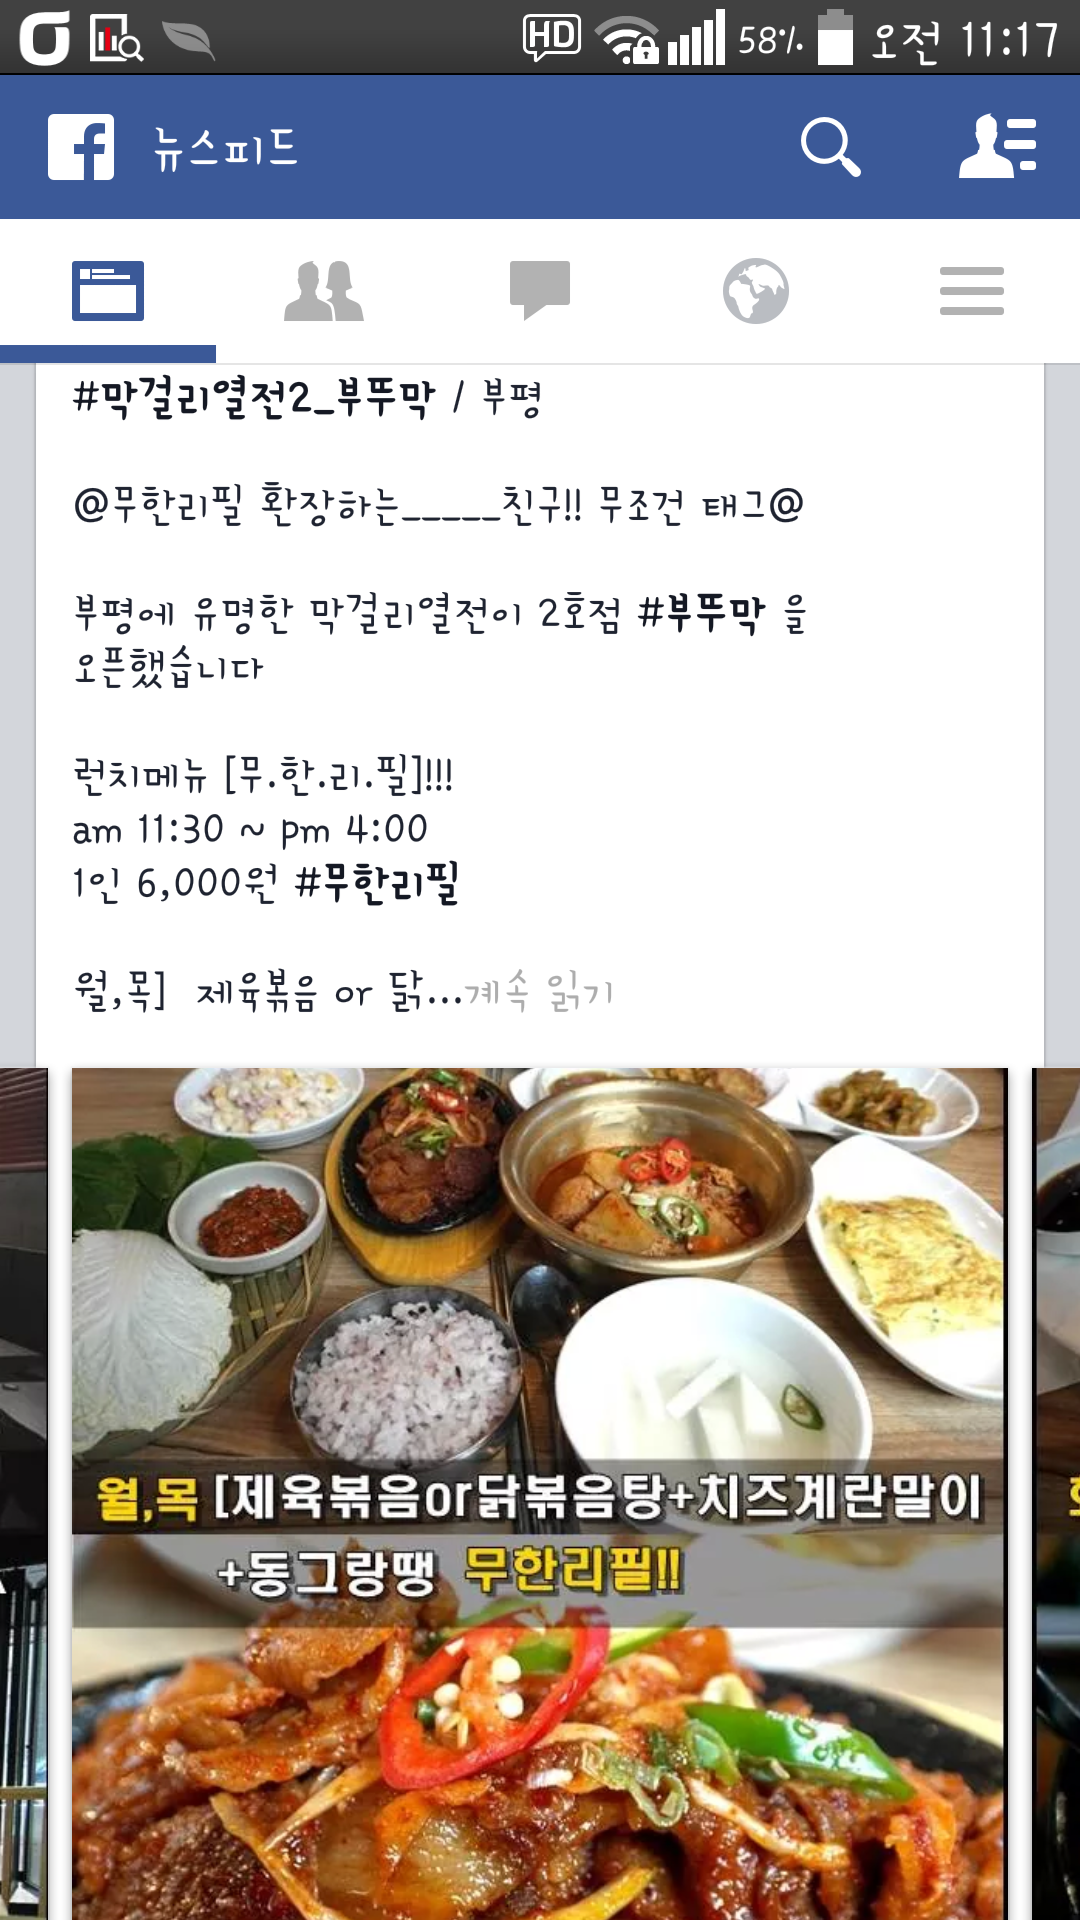 HD 58% 오전 11:17
뉴스피드
#막걸리열전2_부뚜막 / 부평
@무한리필 환장하는_____친구!! 무조건 태그@
부평에 유명한 막걸리열전이 2호점 #부뚜막 을
오픈했습니다
런치메뉴 [무.한.리.필]!!!
am 11:30 ~ pm 4:00
1인 6,000원 #무한리필
월,목]  제육볶음 or 닭...계속 읽기
월,목 [제육볶음or닭볶음탕+치즈계란말이
+동그랑땡 무한리필!!